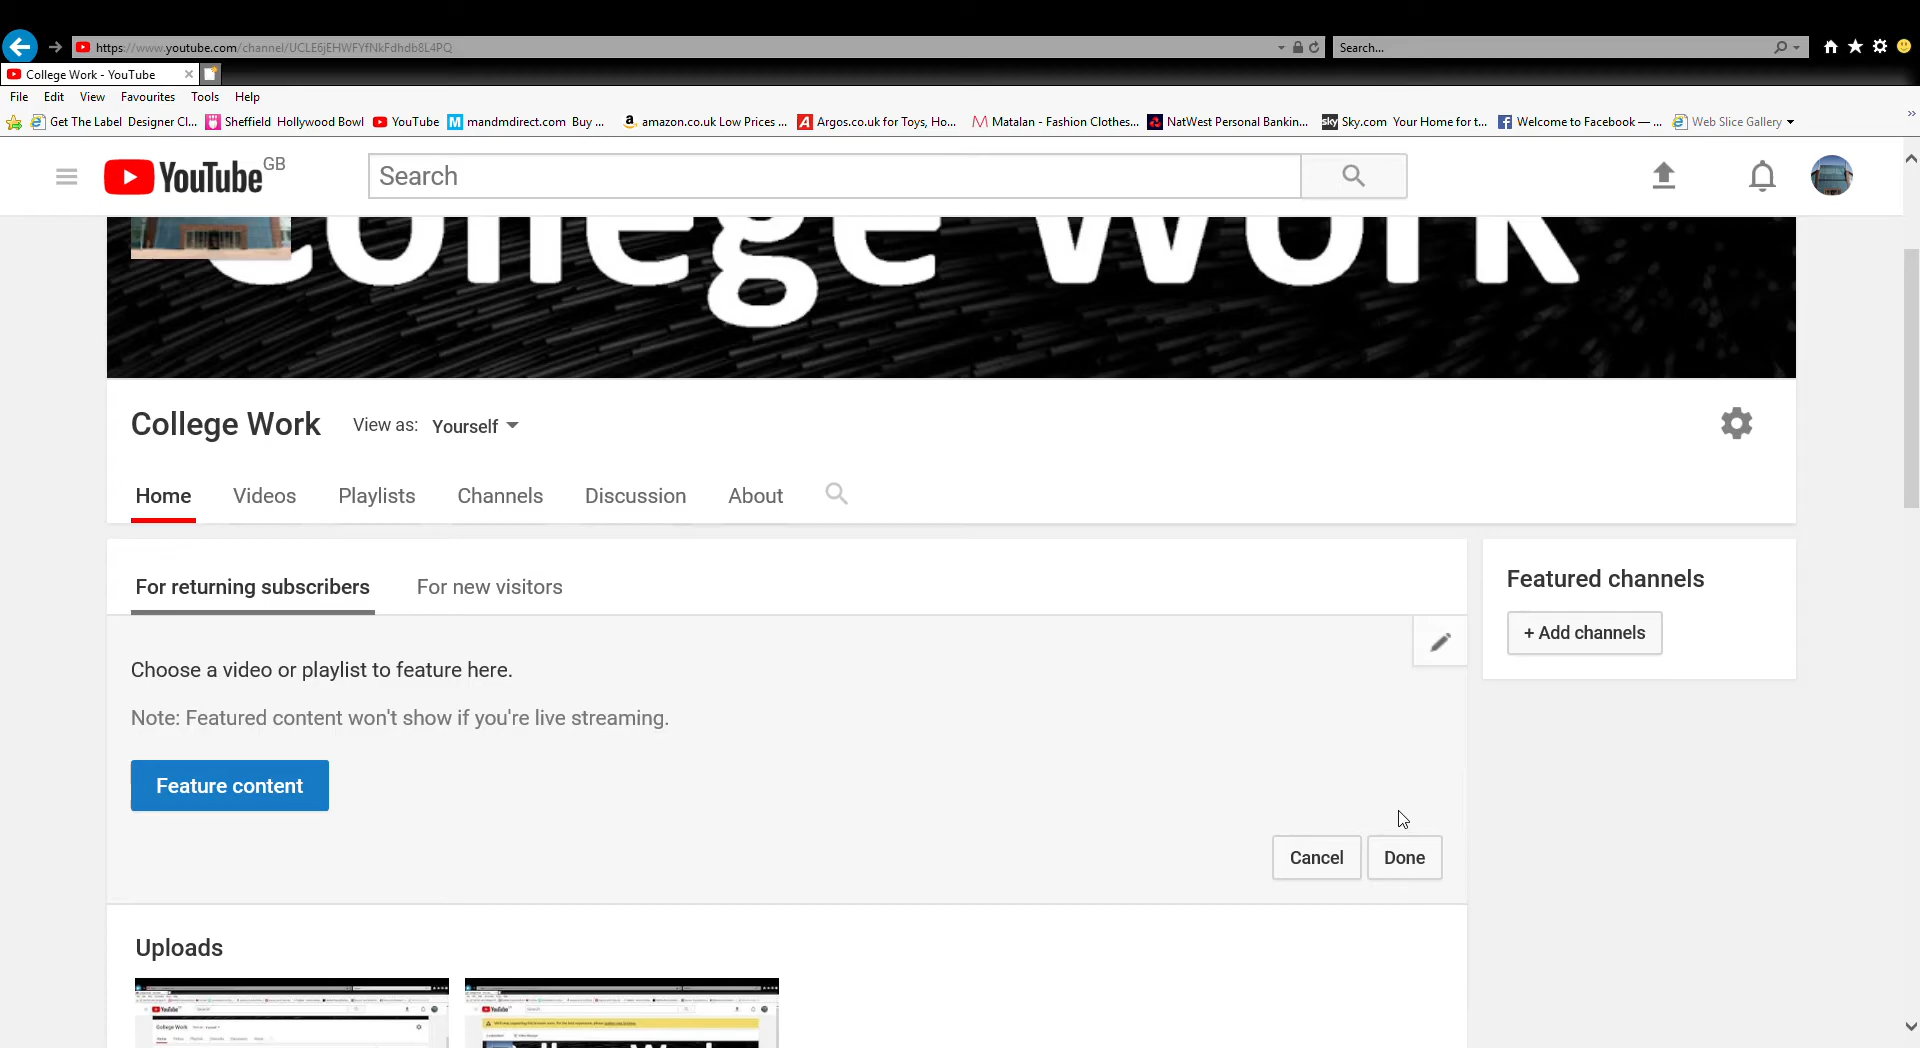 https://www.youtube.com/channel/UCLE6jEHWFYfNkFdhdb8L4PQ
Search...
College Work - YouTube
File Edit View Favourites Tools Help
Get The Label Designer Cl... Sheffield Hollywood Bowl YouTube mandmdirect.com Buy ... amazon.co.uk Low Prices ... Argos.co.uk for Toys, Ho... Matalan - Fashion Clothes... NatWest Personal Bankin... Sky.com Your Home for t... Welcome to Facebook — ... Web Slice Gallery
YouTube GB
Search
College Work
College Work View as: Yourself
Home Videos Playlists Channels Discussion About
For returning subscribers For new visitors
Featured channels
+ Add channels
Choose a video or playlist to feature here.
Note: Featured content won't show if you're live streaming.
Feature content
Cancel Done
Uploads